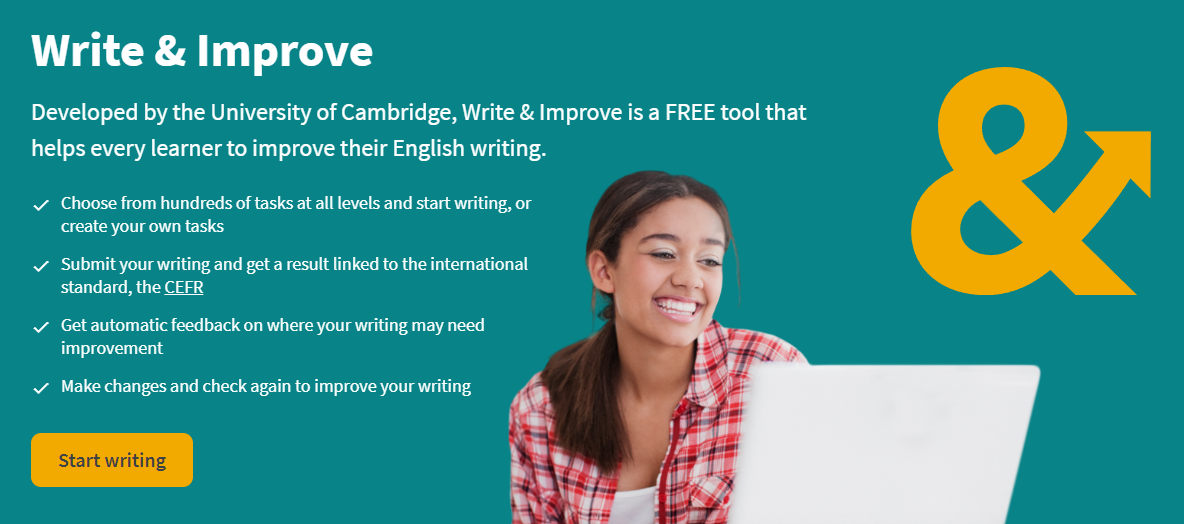 Write & Improve
Developed by the University of Cambridge, Write & Improve is a FREE tool that
helps every learner to improve their English writing.
Choose from hundreds of tasks at all levels and start writing, or
create your own tasks
Submit your writing and get a result linked to the international
standard, the CEFR
Get automatic feedback on where your writing may need
improvement
Make changes and check again to improve your writing
Start writing
&